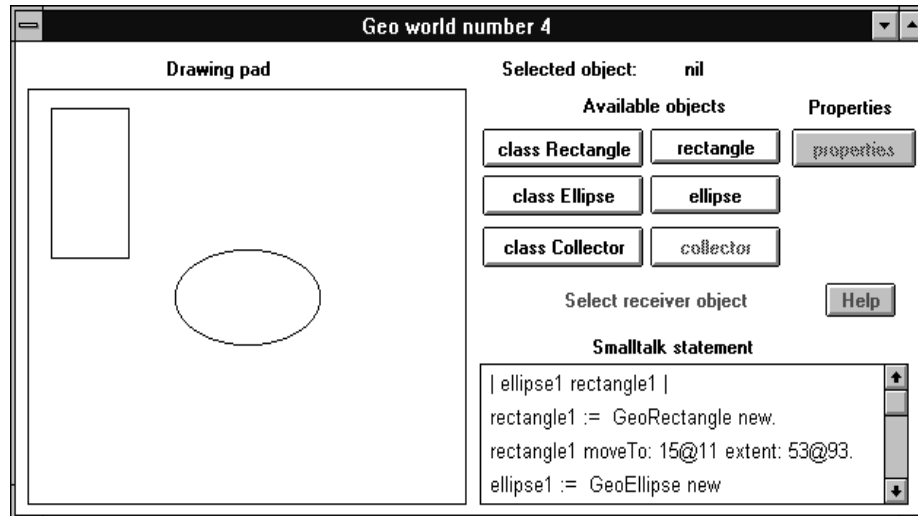 Geo world number 4
Drawing pad
Selected object: nil
Available objects
Properties
class Rectangle
rectangle
properties
class Ellipse
ellipse
class Collector
collector
Select receiver object
Help
Smalltalk statement
| ellipse1 rectangle1 |
rectangle1 := GeoRectangle new.
rectangle1 moveTo: 15@11 extent: 53@93.
ellipse1 := GeoEllipse new